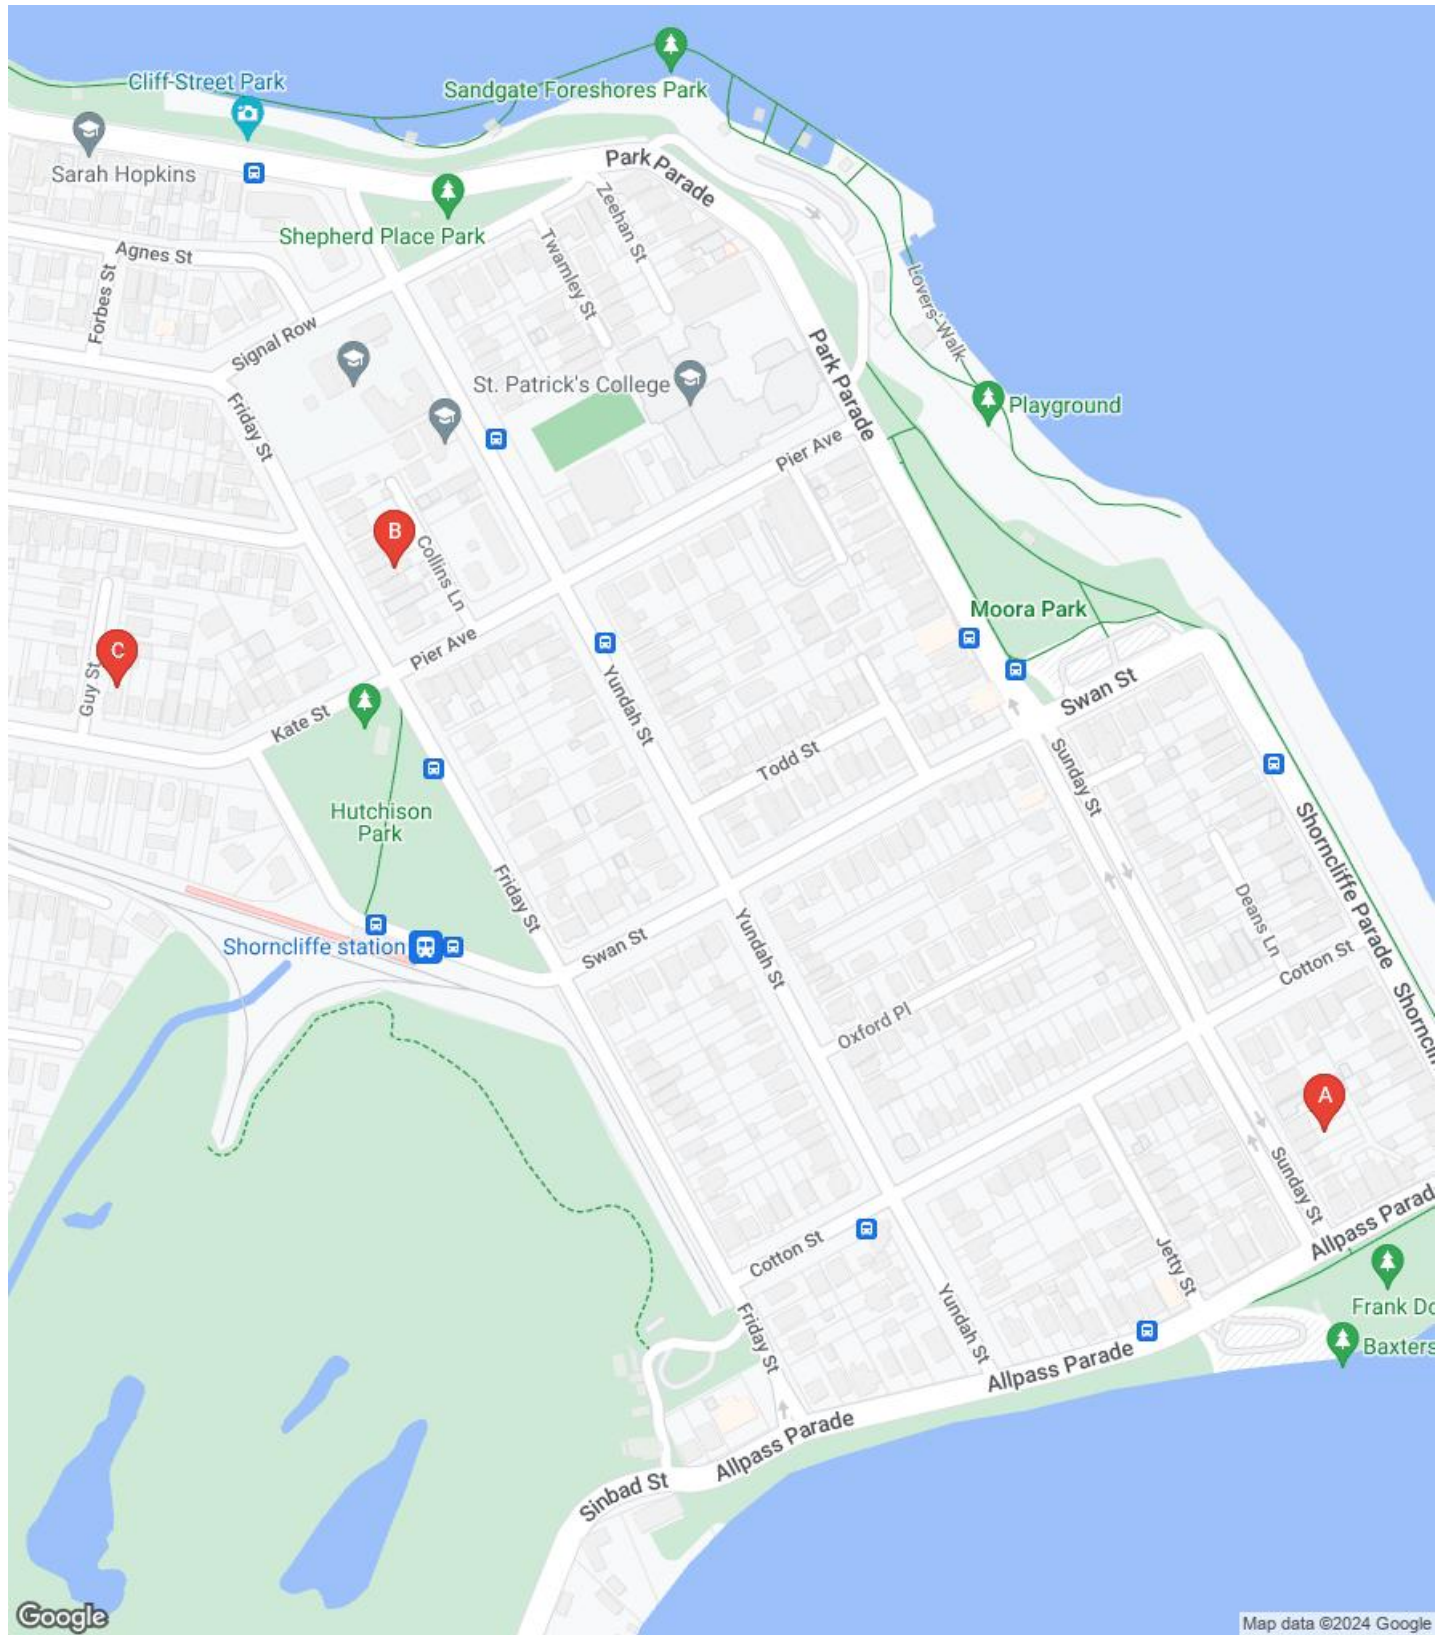 Cliff-Street Park
Sandgate Foreshores Park
Sarah Hopkins
Park Parade
Shepherd Place Park
Zeehan St
Twamley St
Agnes St
Forbes St
Lovers' Walk
Signal Row
Park Parade
St. Patrick's College
Playground
Friday St
Pier Ave
B
Collins Ln
Moora Park
C
Pier Ave
Guy St
Kate St
Yundah St
Swan St
Todd St
Sunday St
Hutchison
Park
Shorncliffe Parade
Friday St
Deans Ln
Swan St
Yundah St
Shorncliffe station
Cotton St
Oxford Pl
Shorncli
A
Sunday St
Allpass Parad
Cotton St
Jetty St
Frank Do
Yundah St
Friday St
Baxters
Allpass Parade
Allpass Parade
Sinbad St
Google
Map data ©2024 Google